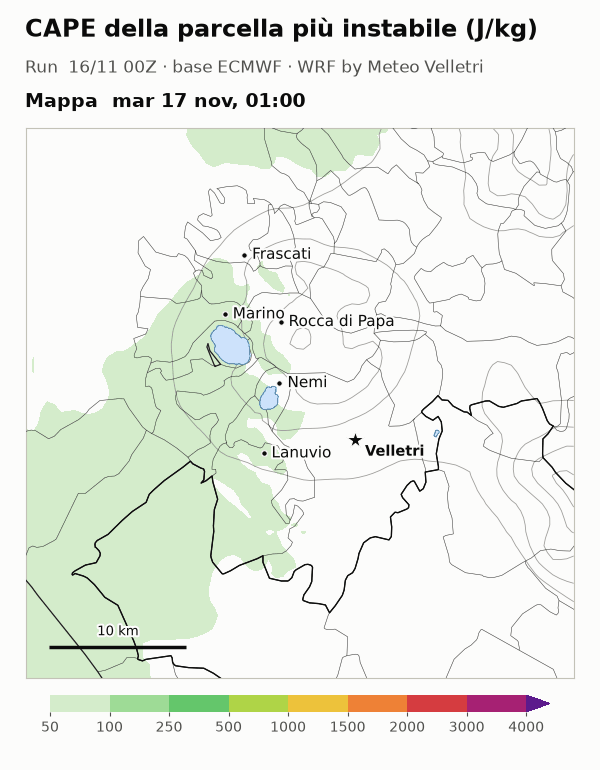 CAPE della parcella più instabile (J/kg)
Run  16/11 00Z · base ECMWF · WRF by Meteo Velletri
Mappa  mar 17 nov, 01:00
Frascati
Marino
Rocca di Papa
Nemi
Velletri
Lanuvio
10 km
50 100 250 500 1000 1500 2000 3000 4000